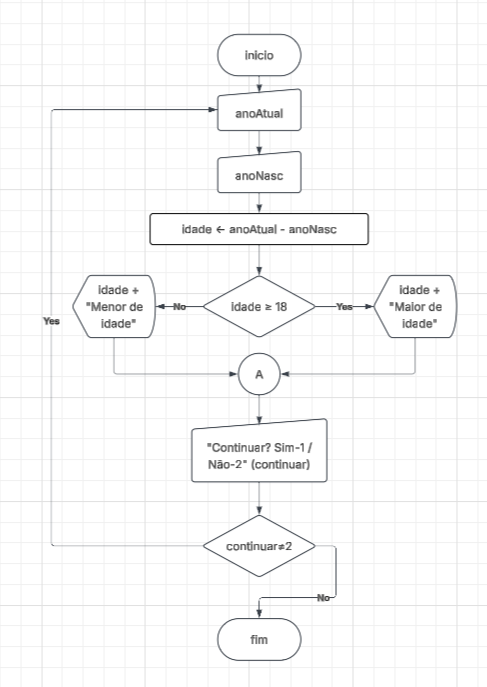 inicio
anoAtual
anoNasc
idade ← anoAtual - anoNasc
idade +
"Menor de
idade"
No
idade ≥ 18
Yes
idade +
"Maior de
idade"
Yes
A
"Continuar? Sim-1 /
Não-2" (continuar)
continuar≠2
No
fim